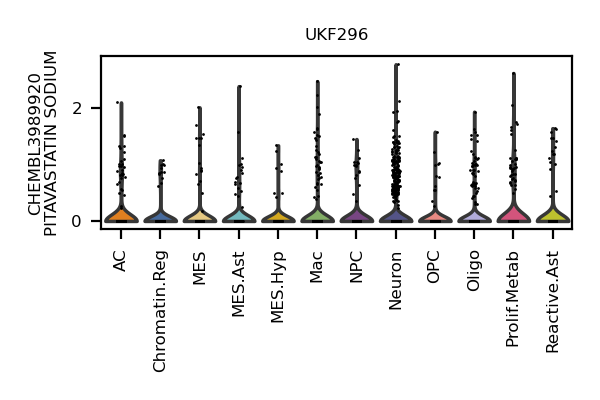 UKF296
CHEMBL3989920
PITAVASTATIN SODIUM
2
0
AC
Chromatin.Reg
MES
MES.Ast
MES.Hyp
Mac
NPC
Neuron
OPC
Oligo
Prolif.Metab
Reactive.Ast